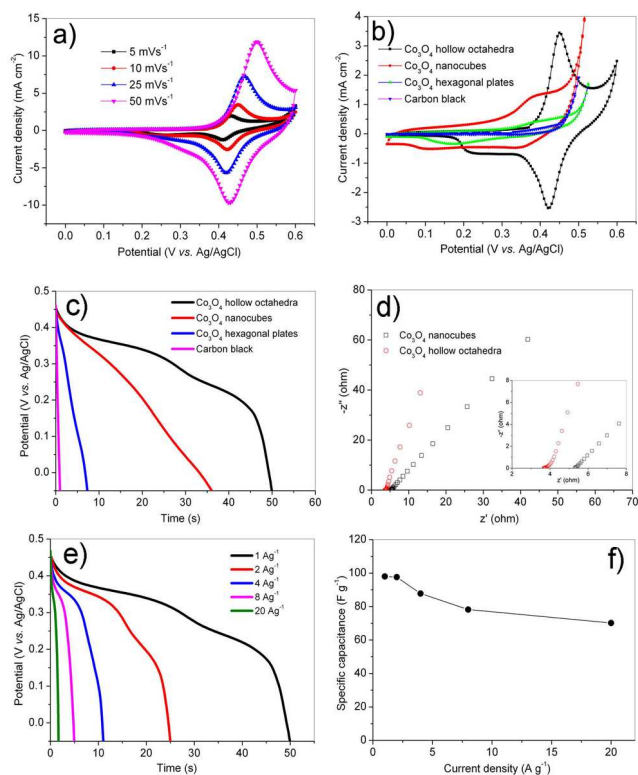 a)
5 mVs⁻¹
10 mVs⁻¹
25 mVs⁻¹
50 mVs⁻¹
15
10
5
0
-5
-10
Current density (mA cm⁻²)
0.0 0.1 0.2 0.3 0.4 0.5 0.6
Potential (V vs. Ag/AgCl)
b)
Co₃O₄ hollow octahedra
Co₃O₄ nanocubes
Co₃O₄ hexagonal plates
Carbon black
4
3
2
1
0
-1
-2
-3
Current density (mA cm⁻²)
0.0 0.1 0.2 0.3 0.4 0.5 0.6
Potential (V vs. Ag/AgCl)
c)
Co₃O₄ hollow octahedra
Co₃O₄ nanocubes
Co₃O₄ hexagonal plates
Carbon black
0.5
0.4
0.3
0.2
0.1
0.0
Potential (V vs. Ag/AgCl)
0 10 20 30 40 50 60
Time (s)
d)
Co₃O₄ nanocubes
Co₃O₄ hollow octahedra
80
60
40
20
0
-z'' (ohm)
0 10 20 30 40 50 60 70
z' (ohm)
8
6
4
2
0
-z'' (ohm)
4 6 8
z' (ohm)
e)
1 Ag⁻¹
2 Ag⁻¹
4 Ag⁻¹
8 Ag⁻¹
20 Ag⁻¹
0.5
0.4
0.3
0.2
0.1
0.0
Potential (V vs. Ag/AgCl)
0 10 20 30 40 50 60
Time (s)
f)
120
100
80
60
40
20
0
Specific capacitance (F g⁻¹)
0 5 10 15 20
Current density (A g⁻¹)